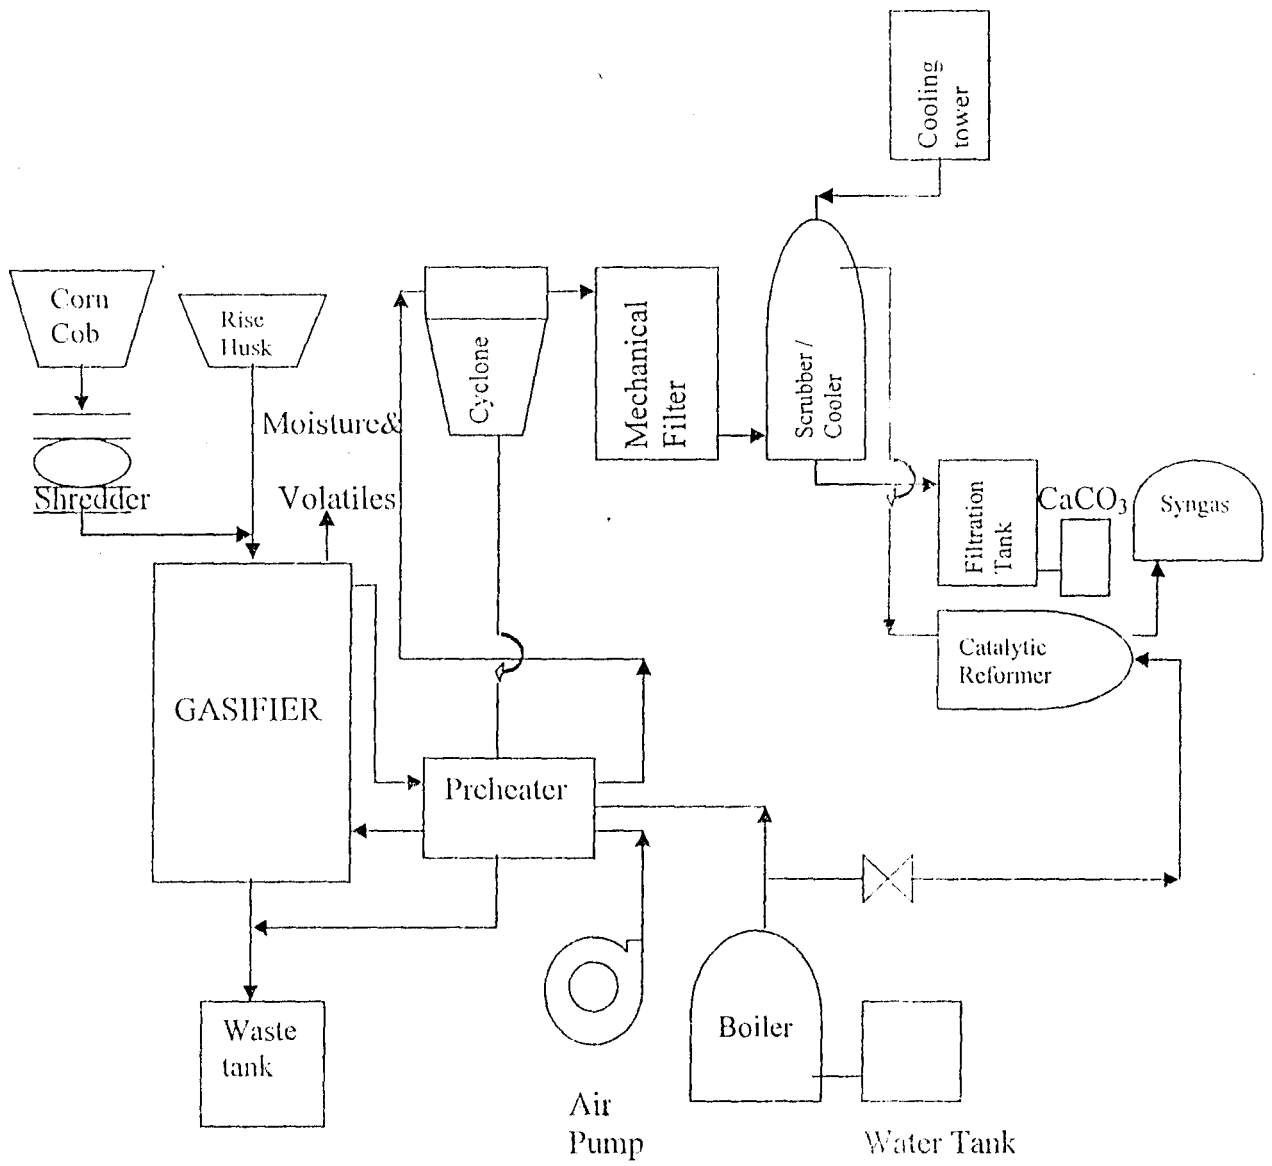 Cooling
tower
Corn
Cob
Rise
Husk
Cyclone
Mechanical
Filter
Scrubber /
Cooler
Moisture&
Volatiles
Shredder
Filtration
Tank
CaCO₃
Syngas
Catalytic
Reformer
GASIFIER
Preheater
Waste
tank
Boiler
Air
Pump
Water Tank